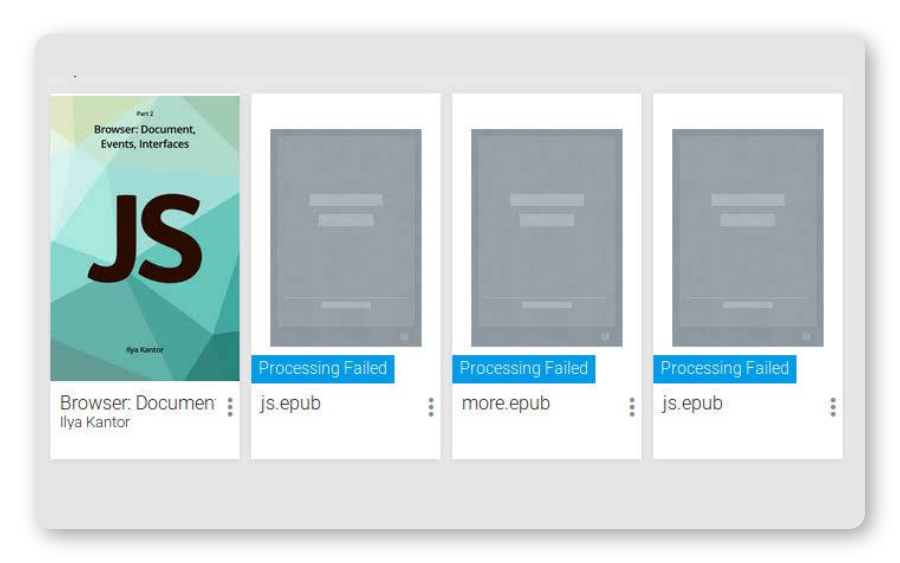 Part 2
Browser: Document,
Events, Interfaces
JS
Ilya Kantor
Browser: Documen
Ilya Kantor
Processing Failed
js.epub
Processing Failed
more.epub
Processing Failed
js.epub